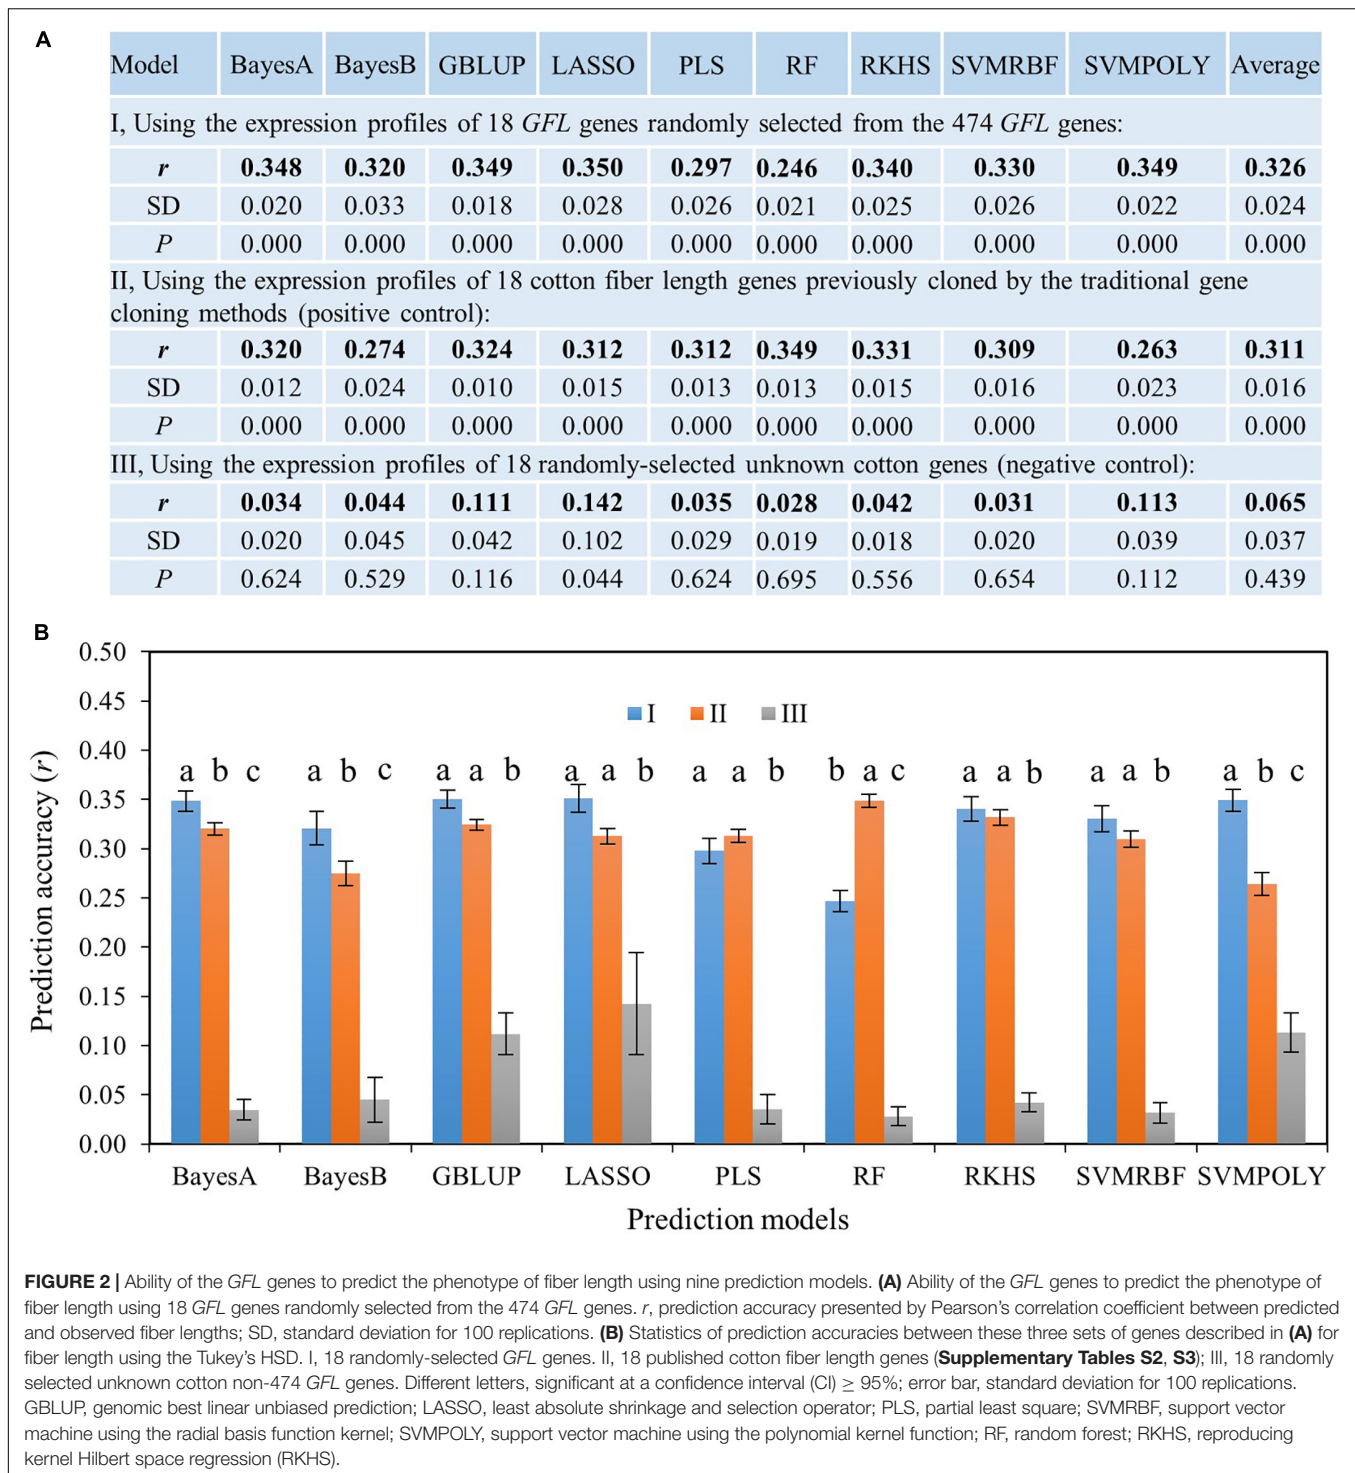 A
Model BayesA BayesB GBLUP LASSO PLS RF RKHS SVMRBF SVMPOLY Average
I, Using the expression profiles of 18 GFL genes randomly selected from the 474 GFL genes:
r 0.348 0.320 0.349 0.350 0.297 0.246 0.340 0.330 0.349 0.326
SD 0.020 0.033 0.018 0.028 0.026 0.021 0.025 0.026 0.022 0.024
P 0.000 0.000 0.000 0.000 0.000 0.000 0.000 0.000 0.000 0.000
II, Using the expression profiles of 18 cotton fiber length genes previously cloned by the traditional gene
cloning methods (positive control):
r 0.320 0.274 0.324 0.312 0.312 0.349 0.331 0.309 0.263 0.311
SD 0.012 0.024 0.010 0.015 0.013 0.013 0.015 0.016 0.023 0.016
P 0.000 0.000 0.000 0.000 0.000 0.000 0.000 0.000 0.000 0.000
III, Using the expression profiles of 18 randomly-selected unknown cotton genes (negative control):
r 0.034 0.044 0.111 0.142 0.035 0.028 0.042 0.031 0.113 0.065
SD 0.020 0.045 0.042 0.102 0.029 0.019 0.018 0.020 0.039 0.037
P 0.624 0.529 0.116 0.044 0.624 0.695 0.556 0.654 0.112 0.439
B
Prediction accuracy (r)
0.50
0.45
0.40
0.35
0.30
0.25
0.20
0.15
0.10
0.05
0.00
I II III
a b c a b c a a b a a b a a b b a c a a b a a b a b c
BayesA BayesB GBLUP LASSO PLS RF RKHS SVMRBF SVMPOLY
Prediction models
FIGURE 2 | Ability of the GFL genes to predict the phenotype of fiber length using nine prediction models. (A) Ability of the GFL genes to predict the phenotype of
fiber length using 18 GFL genes randomly selected from the 474 GFL genes. r, prediction accuracy presented by Pearson's correlation coefficient between predicted
and observed fiber lengths; SD, standard deviation for 100 replications. (B) Statistics of prediction accuracies between these three sets of genes described in (A) for
fiber length using the Tukey's HSD. I, 18 randomly-selected GFL genes. II, 18 published cotton fiber length genes (Supplementary Tables S2, S3); III, 18 randomly
selected unknown cotton non-474 GFL genes. Different letters, significant at a confidence interval (CI) ≥ 95%; error bar, standard deviation for 100 replications.
GBLUP, genomic best linear unbiased prediction; LASSO, least absolute shrinkage and selection operator; PLS, partial least square; SVMRBF, support vector
machine using the radial basis function kernel; SVMPOLY, support vector machine using the polynomial kernel function; RF, random forest; RKHS, reproducing
kernel Hilbert space regression (RKHS).